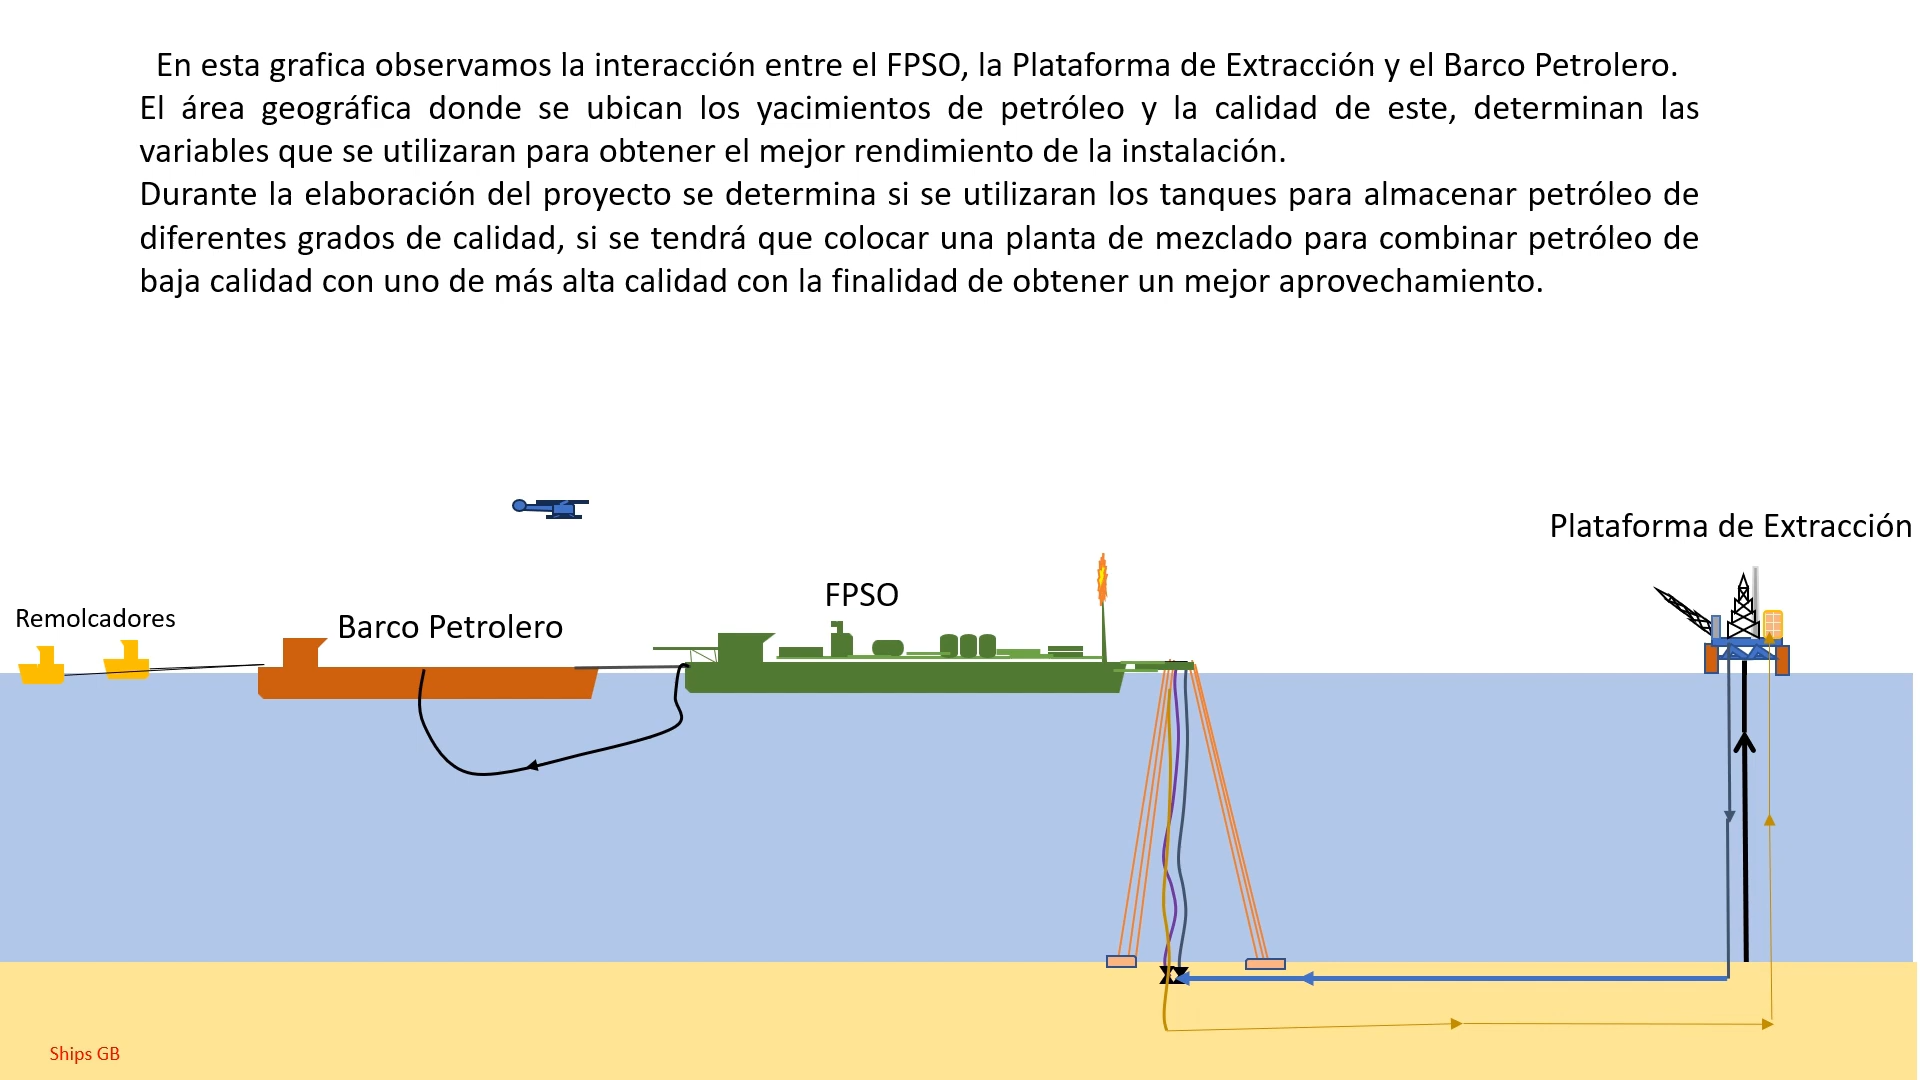 En esta grafica observamos la interacción entre el FPSO, la Plataforma de Extracción y el Barco Petrolero.
El área geográfica donde se ubican los yacimientos de petróleo y la calidad de este, determinan las
variables que se utilizaran para obtener el mejor rendimiento de la instalación.
Durante la elaboración del proyecto se determina si se utilizaran los tanques para almacenar petróleo de
diferentes grados de calidad, si se tendrá que colocar una planta de mezclado para combinar petróleo de
baja calidad con uno de más alta calidad con la finalidad de obtener un mejor aprovechamiento.
Plataforma de Extracción
FPSO
Remolcadores
Barco Petrolero
Ships GB